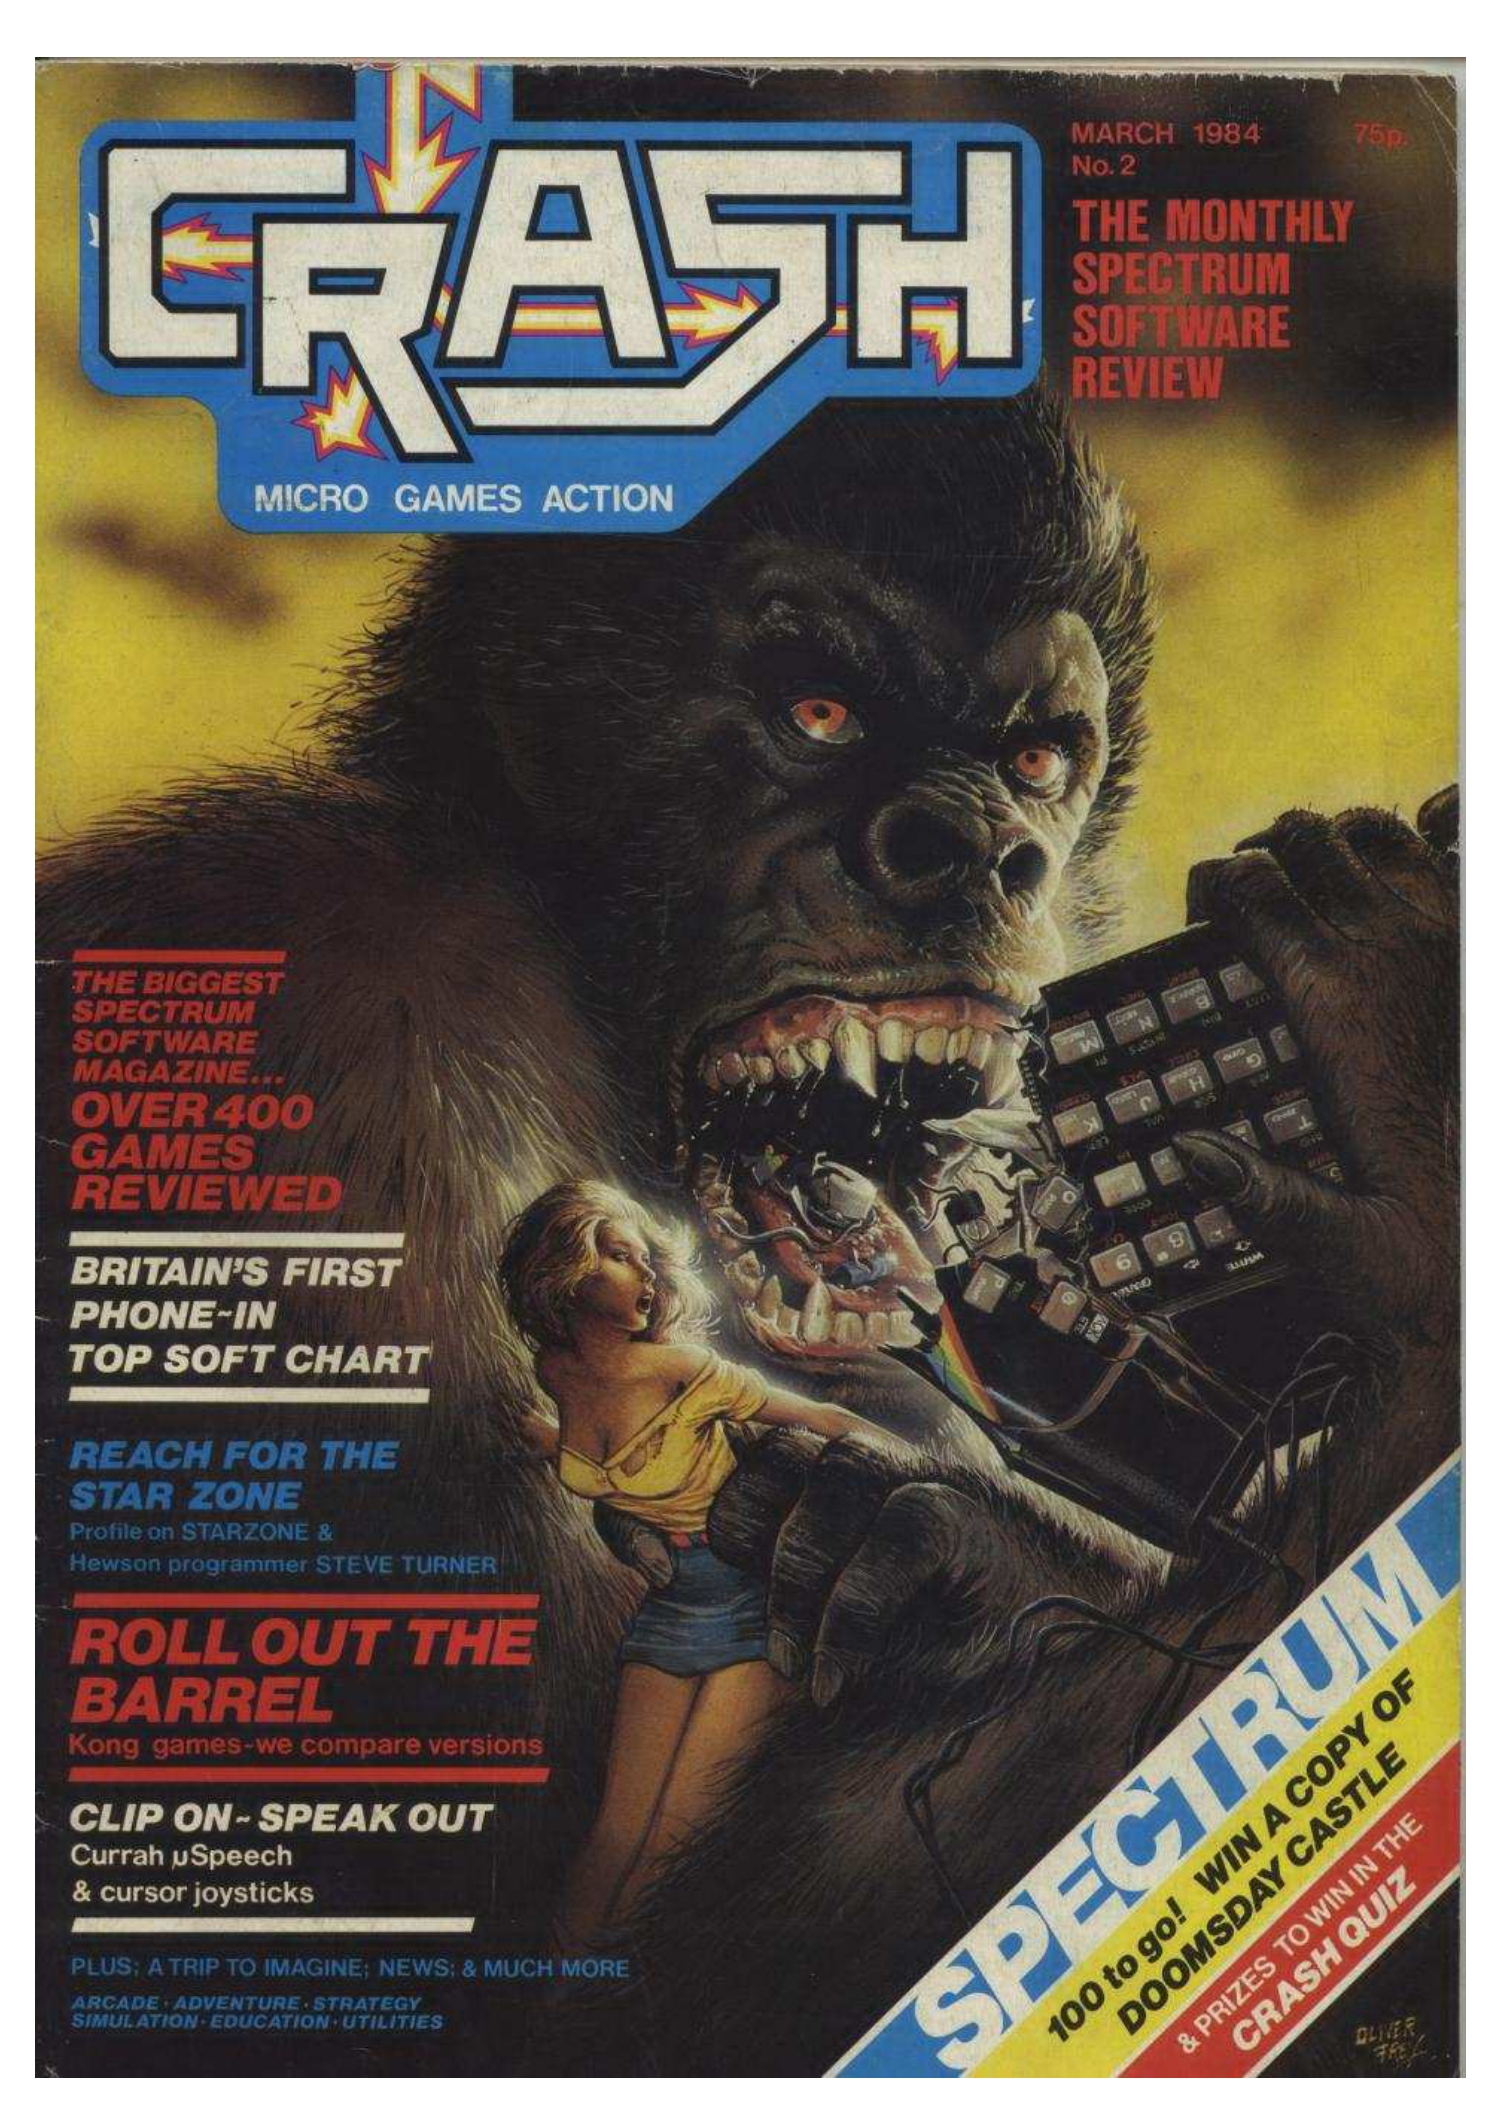 CRASH
MICRO GAMES ACTION
MARCH 1984 75p.
No. 2
THE MONTHLY
SPECTRUM
SOFTWARE
REVIEW
THE BIGGEST
SPECTRUM
SOFTWARE
MAGAZINE...
OVER 400
GAMES
REVIEWED
BRITAIN'S FIRST
PHONE~IN
TOP SOFT CHART
REACH FOR THE
STAR ZONE
Profile on STARZONE &
Hewson programmer STEVE TURNER
ROLL OUT THE
BARREL
Kong games-we compare versions
CLIP ON~SPEAK OUT
Currah µSpeech
& cursor joysticks
PLUS; A TRIP TO IMAGINE; NEWS; & MUCH MORE
ARCADE · ADVENTURE · STRATEGY
SIMULATION · EDUCATION · UTILITIES
SPECTRUM
100 to go! WIN A COPY OF
DOOMSDAY CASTLE
& PRIZES TO WIN IN THE
CRASH QUIZ
OLIVER
FREY
B
N
M
G
H
J
K
T
8
9